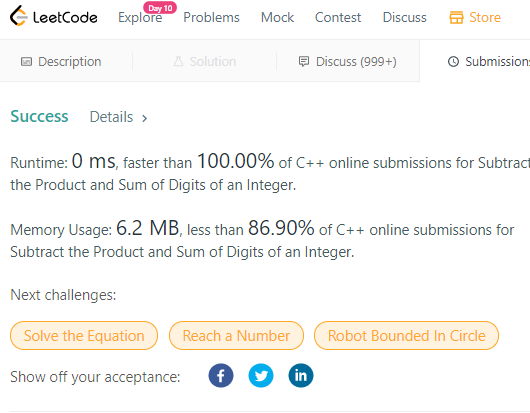 LeetCode Explore Day 10 Problems Mock Contest Discuss Store
Description Solution Discuss (999+) Submissions
Success Details >
Runtime: 0 ms, faster than 100.00% of C++ online submissions for Subtract
the Product and Sum of Digits of an Integer.
Memory Usage: 6.2 MB, less than 86.90% of C++ online submissions for
Subtract the Product and Sum of Digits of an Integer.
Next challenges:
Solve the Equation Reach a Number Robot Bounded In Circle
Show off your acceptance: